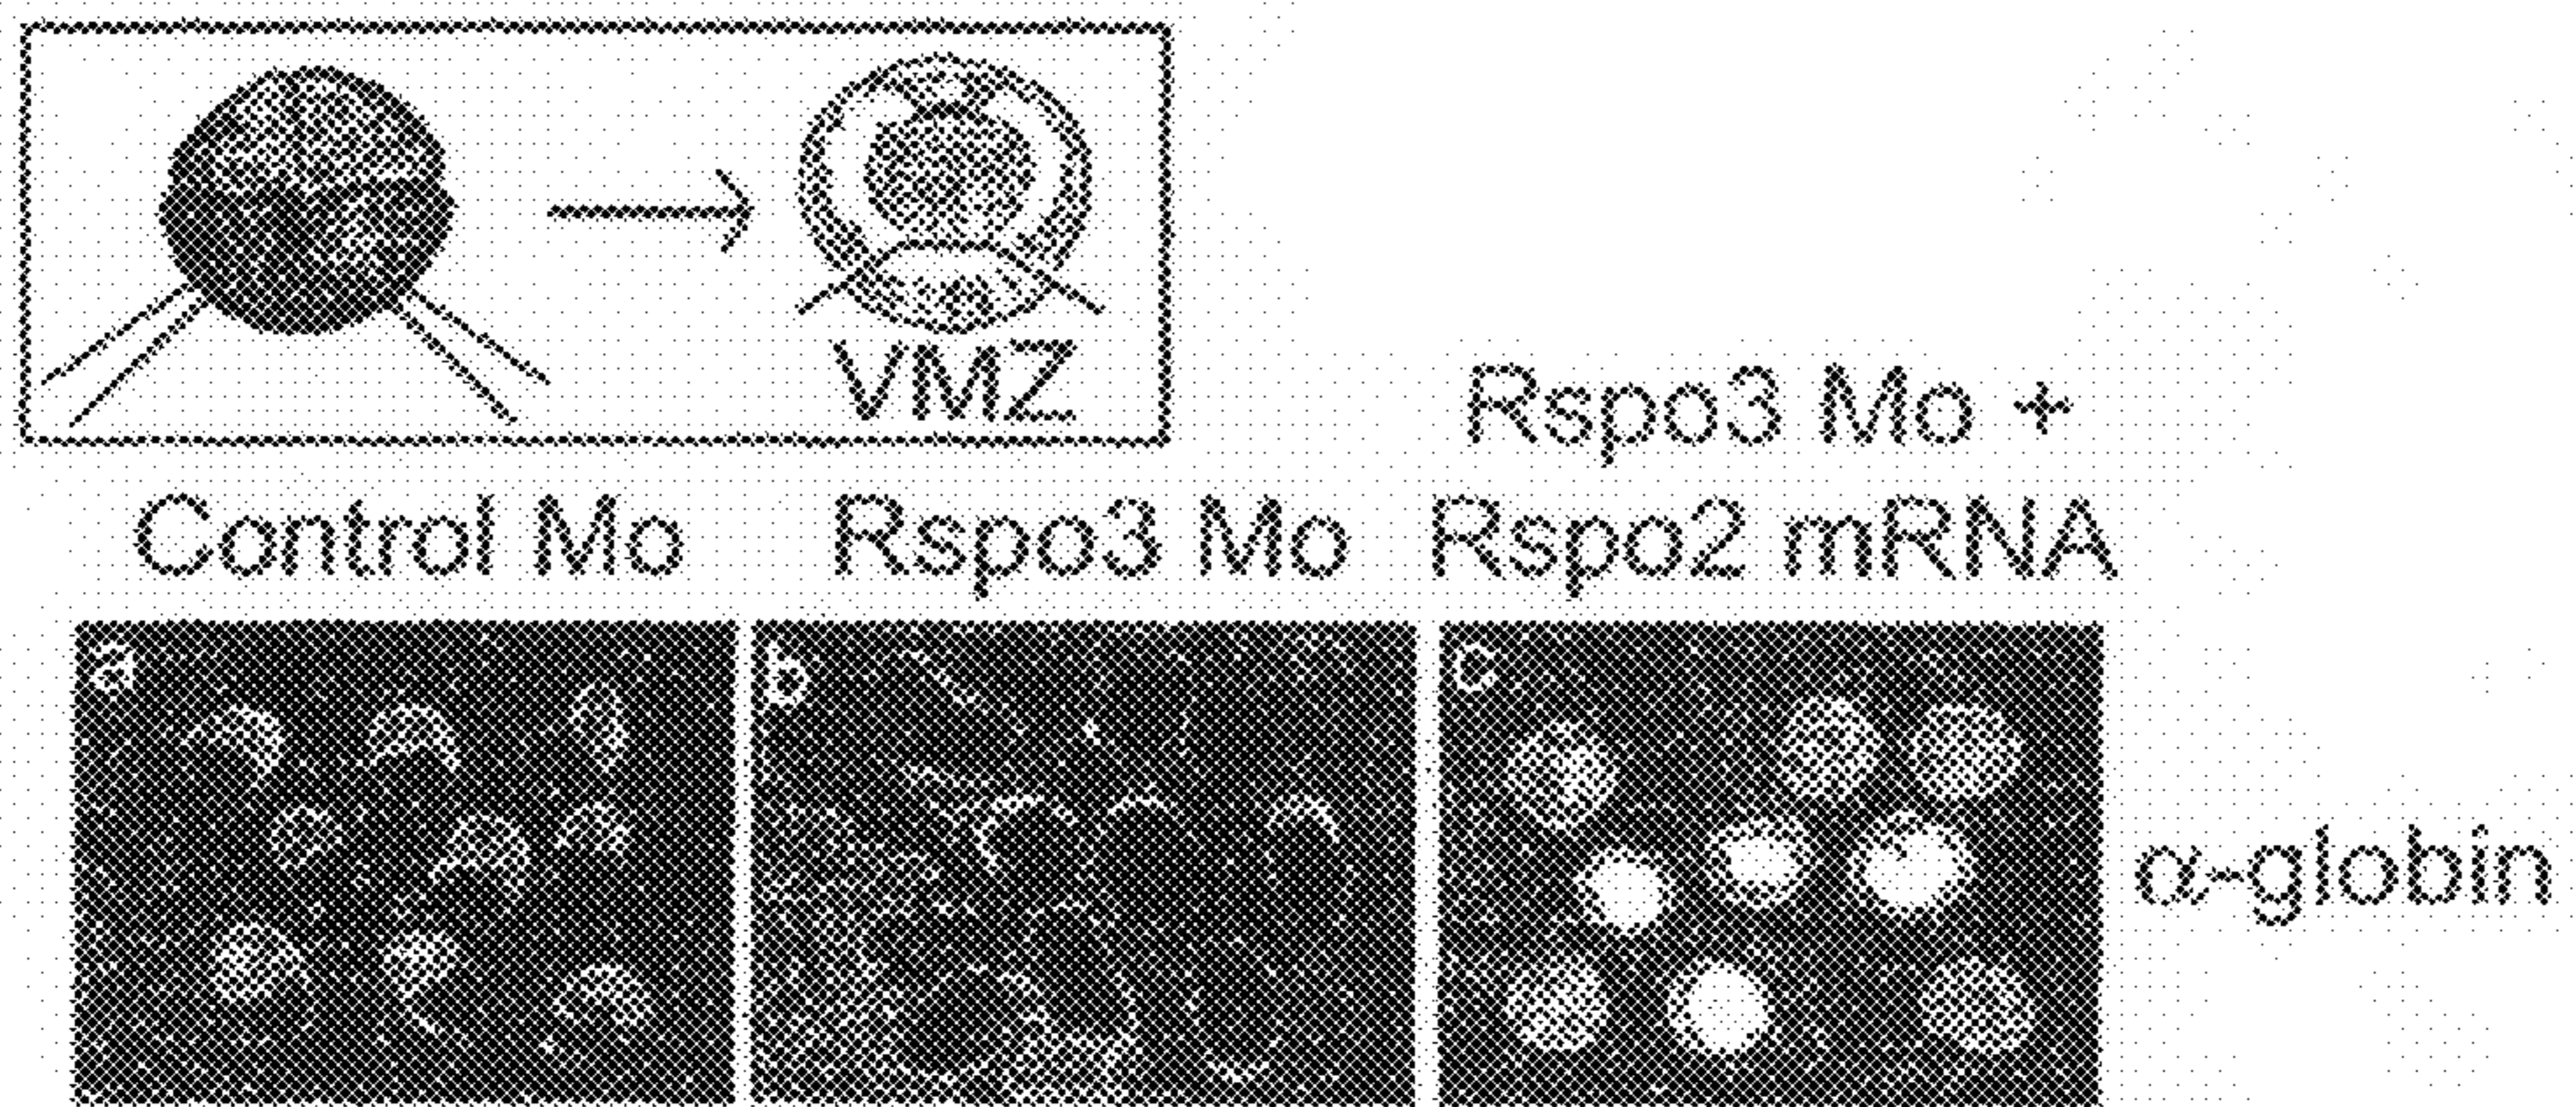 VMZ
Rspo3 Mo +
Control Mo Rspo3 Mo Rspo2 mRNA
a b c
α-globin